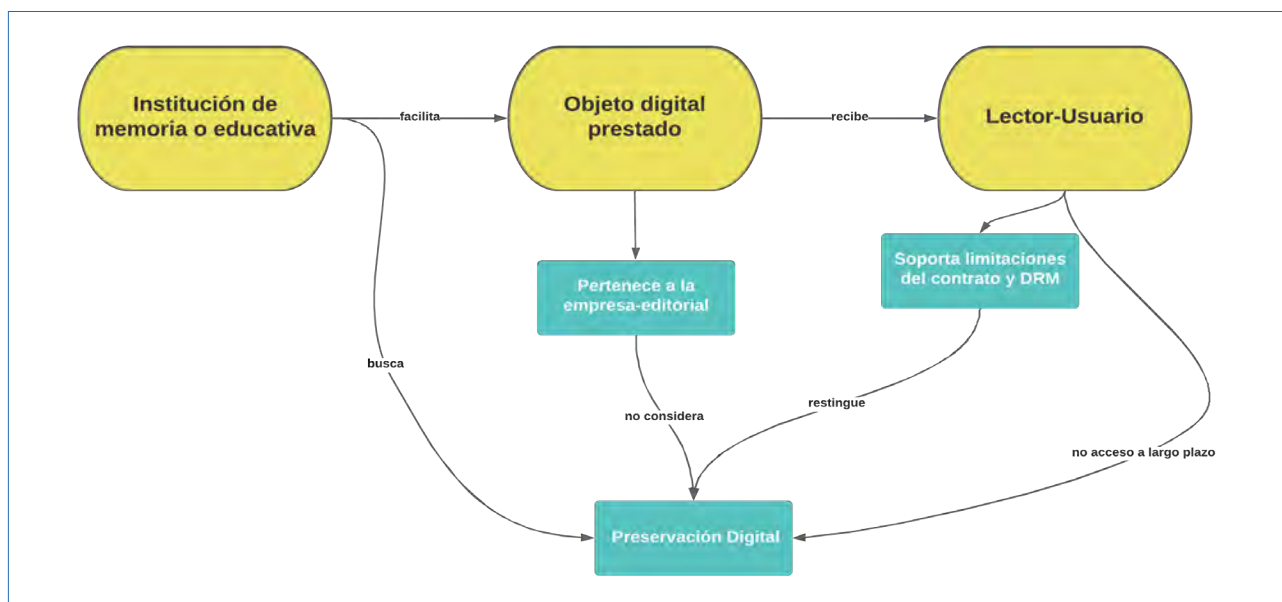 Institución de
memoria o educativa
facilita
Objeto digital
prestado
recibe
Lector-Usuario
Pertenece a la
empresa-editorial
Soporta limitaciones
del contrato y DRM
busca
no considera
restingue
no acceso a largo plazo
Preservación Digital